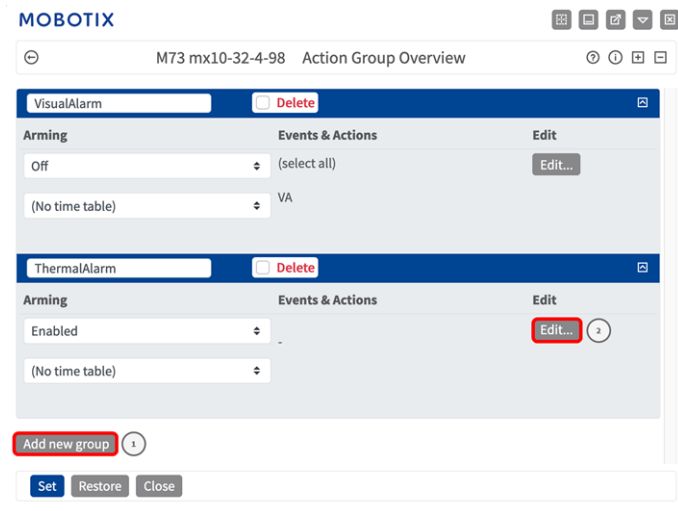 MOBOTIX
M73 mx10-32-4-98 Action Group Overview
VisualAlarm Delete
Arming Events & Actions Edit
Off (select all) Edit...
(No time table) VA
ThermalAlarm Delete
Arming Events & Actions Edit
Enabled - Edit... 2
(No time table)
Add new group 1
Set Restore Close